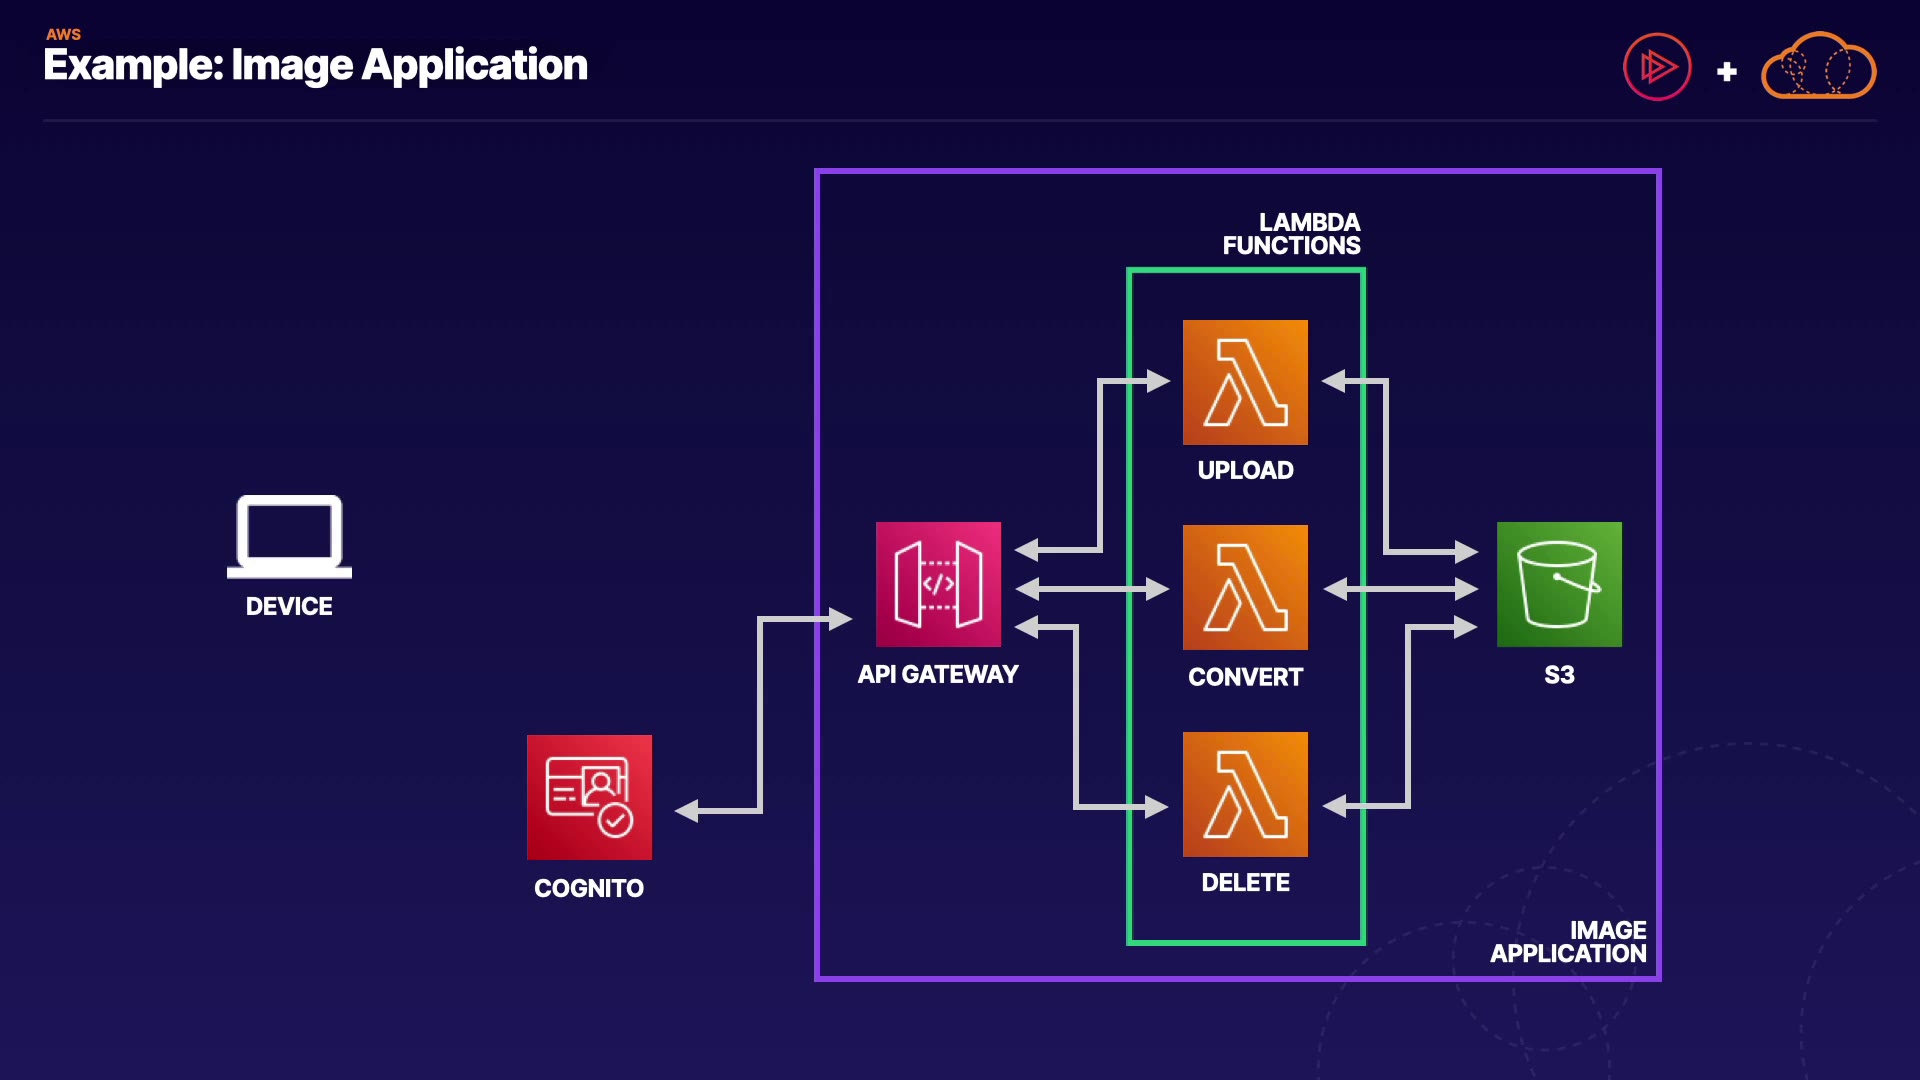 AWS
Example: Image Application
LAMBDA
FUNCTIONS
UPLOAD
DEVICE
</>
API GATEWAY
CONVERT
S3
COGNITO
DELETE
IMAGE
APPLICATION